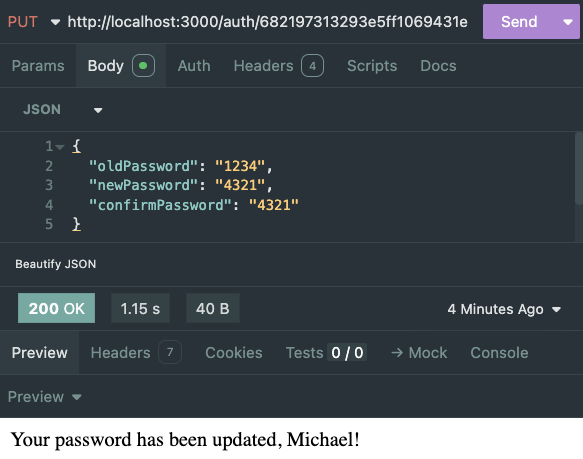 PUT http://localhost:3000/auth/682197313293e5ff1069431e Send
Params Body Auth Headers 4 Scripts Docs
JSON
1 {
2 "oldPassword": "1234",
3 "newPassword": "4321",
4 "confirmPassword": "4321"
5 }
Beautify JSON
200 OK 1.15 s 40 B 4 Minutes Ago
Preview Headers 7 Cookies Tests 0 / 0 → Mock Console
Preview
Your password has been updated, Michael!